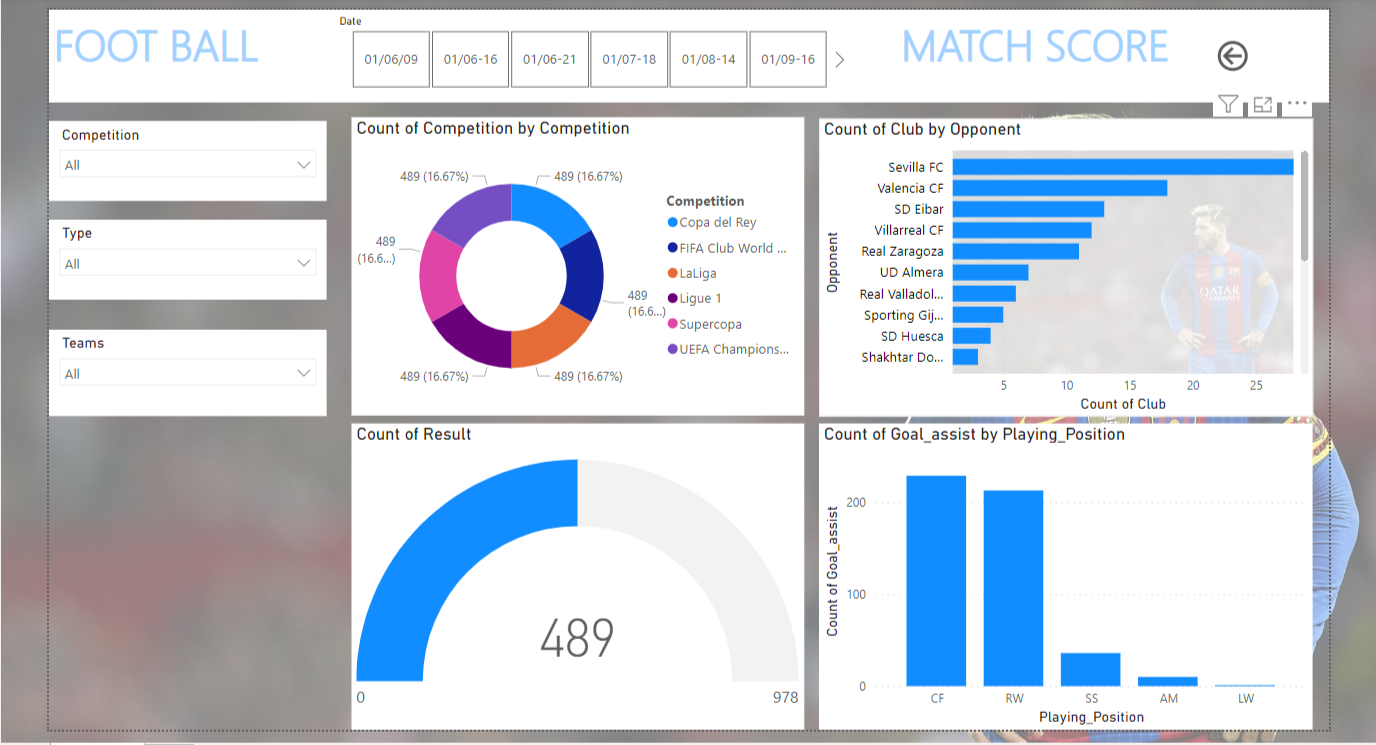 Date
FOOT BALL
01/06/09
01/06-16
01/06-21
01/07-18
01/08-14
01/09-16
MATCH SCORE
Competition
All
Type
All
Teams
All
Count of Competition by Competition
489 (16.67%)
489 (16.67%)
489
(16.6...)
489
(16.6...)
489 (16.67%)
489 (16.67%)
Competition
Copa del Rey
FIFA Club World ...
LaLiga
Ligue 1
Supercopa
UEFA Champions...
Count of Club by Opponent
Opponent
Sevilla FC
Valencia CF
SD Eibar
Villarreal CF
Real Zaragoza
UD Almera
Real Valladol...
Sporting Gij...
SD Huesca
Shakhtar Do...
5 10 15 20 25
Count of Club
QATAR
AIRWAYS
Count of Result
489
0
978
Count of Goal_assist by Playing_Position
Count of Goal_assist
200
100
0
CF RW SS AM LW
Playing_Position